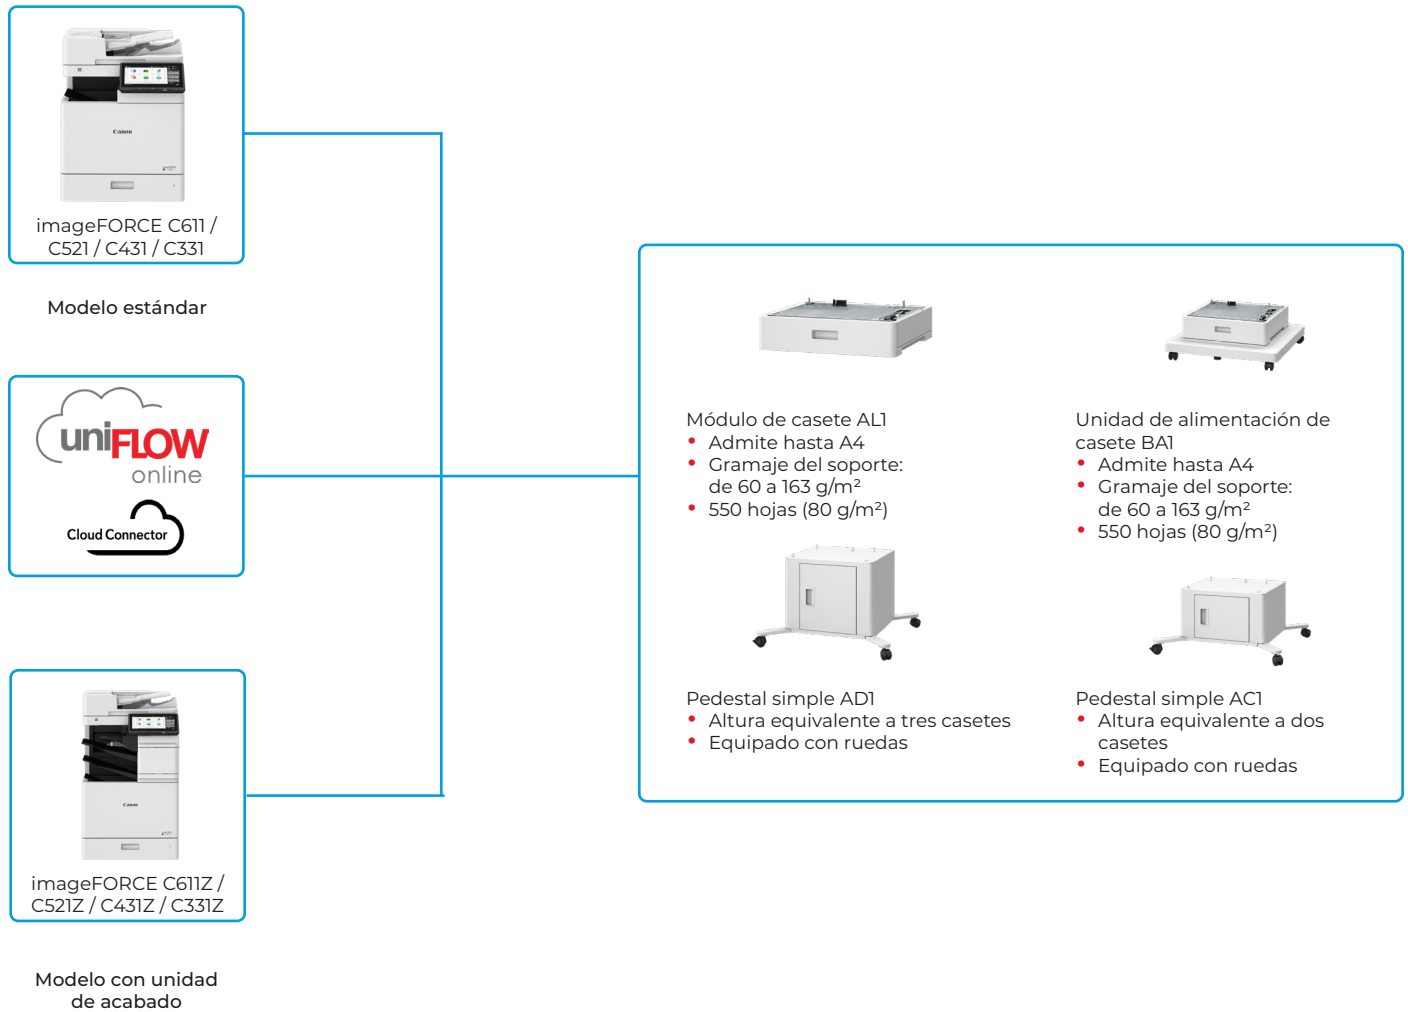 Canon
imageFORCE C611 /
C521 / C431 / C331
Modelo estándar
uniFLOW
online
Cloud Connector
Canon
imageFORCE C611Z /
C521Z / C431Z / C331Z
Modelo con unidad
de acabado
Módulo de casete AL1
• Admite hasta A4
• Gramaje del soporte:
de 60 a 163 g/m²
• 550 hojas (80 g/m²)
Unidad de alimentación de
casete BA1
• Admite hasta A4
• Gramaje del soporte:
de 60 a 163 g/m²
• 550 hojas (80 g/m²)
Pedestal simple AD1
• Altura equivalente a tres casetes
• Equipado con ruedas
Pedestal simple AC1
• Altura equivalente a dos
casetes
• Equipado con ruedas